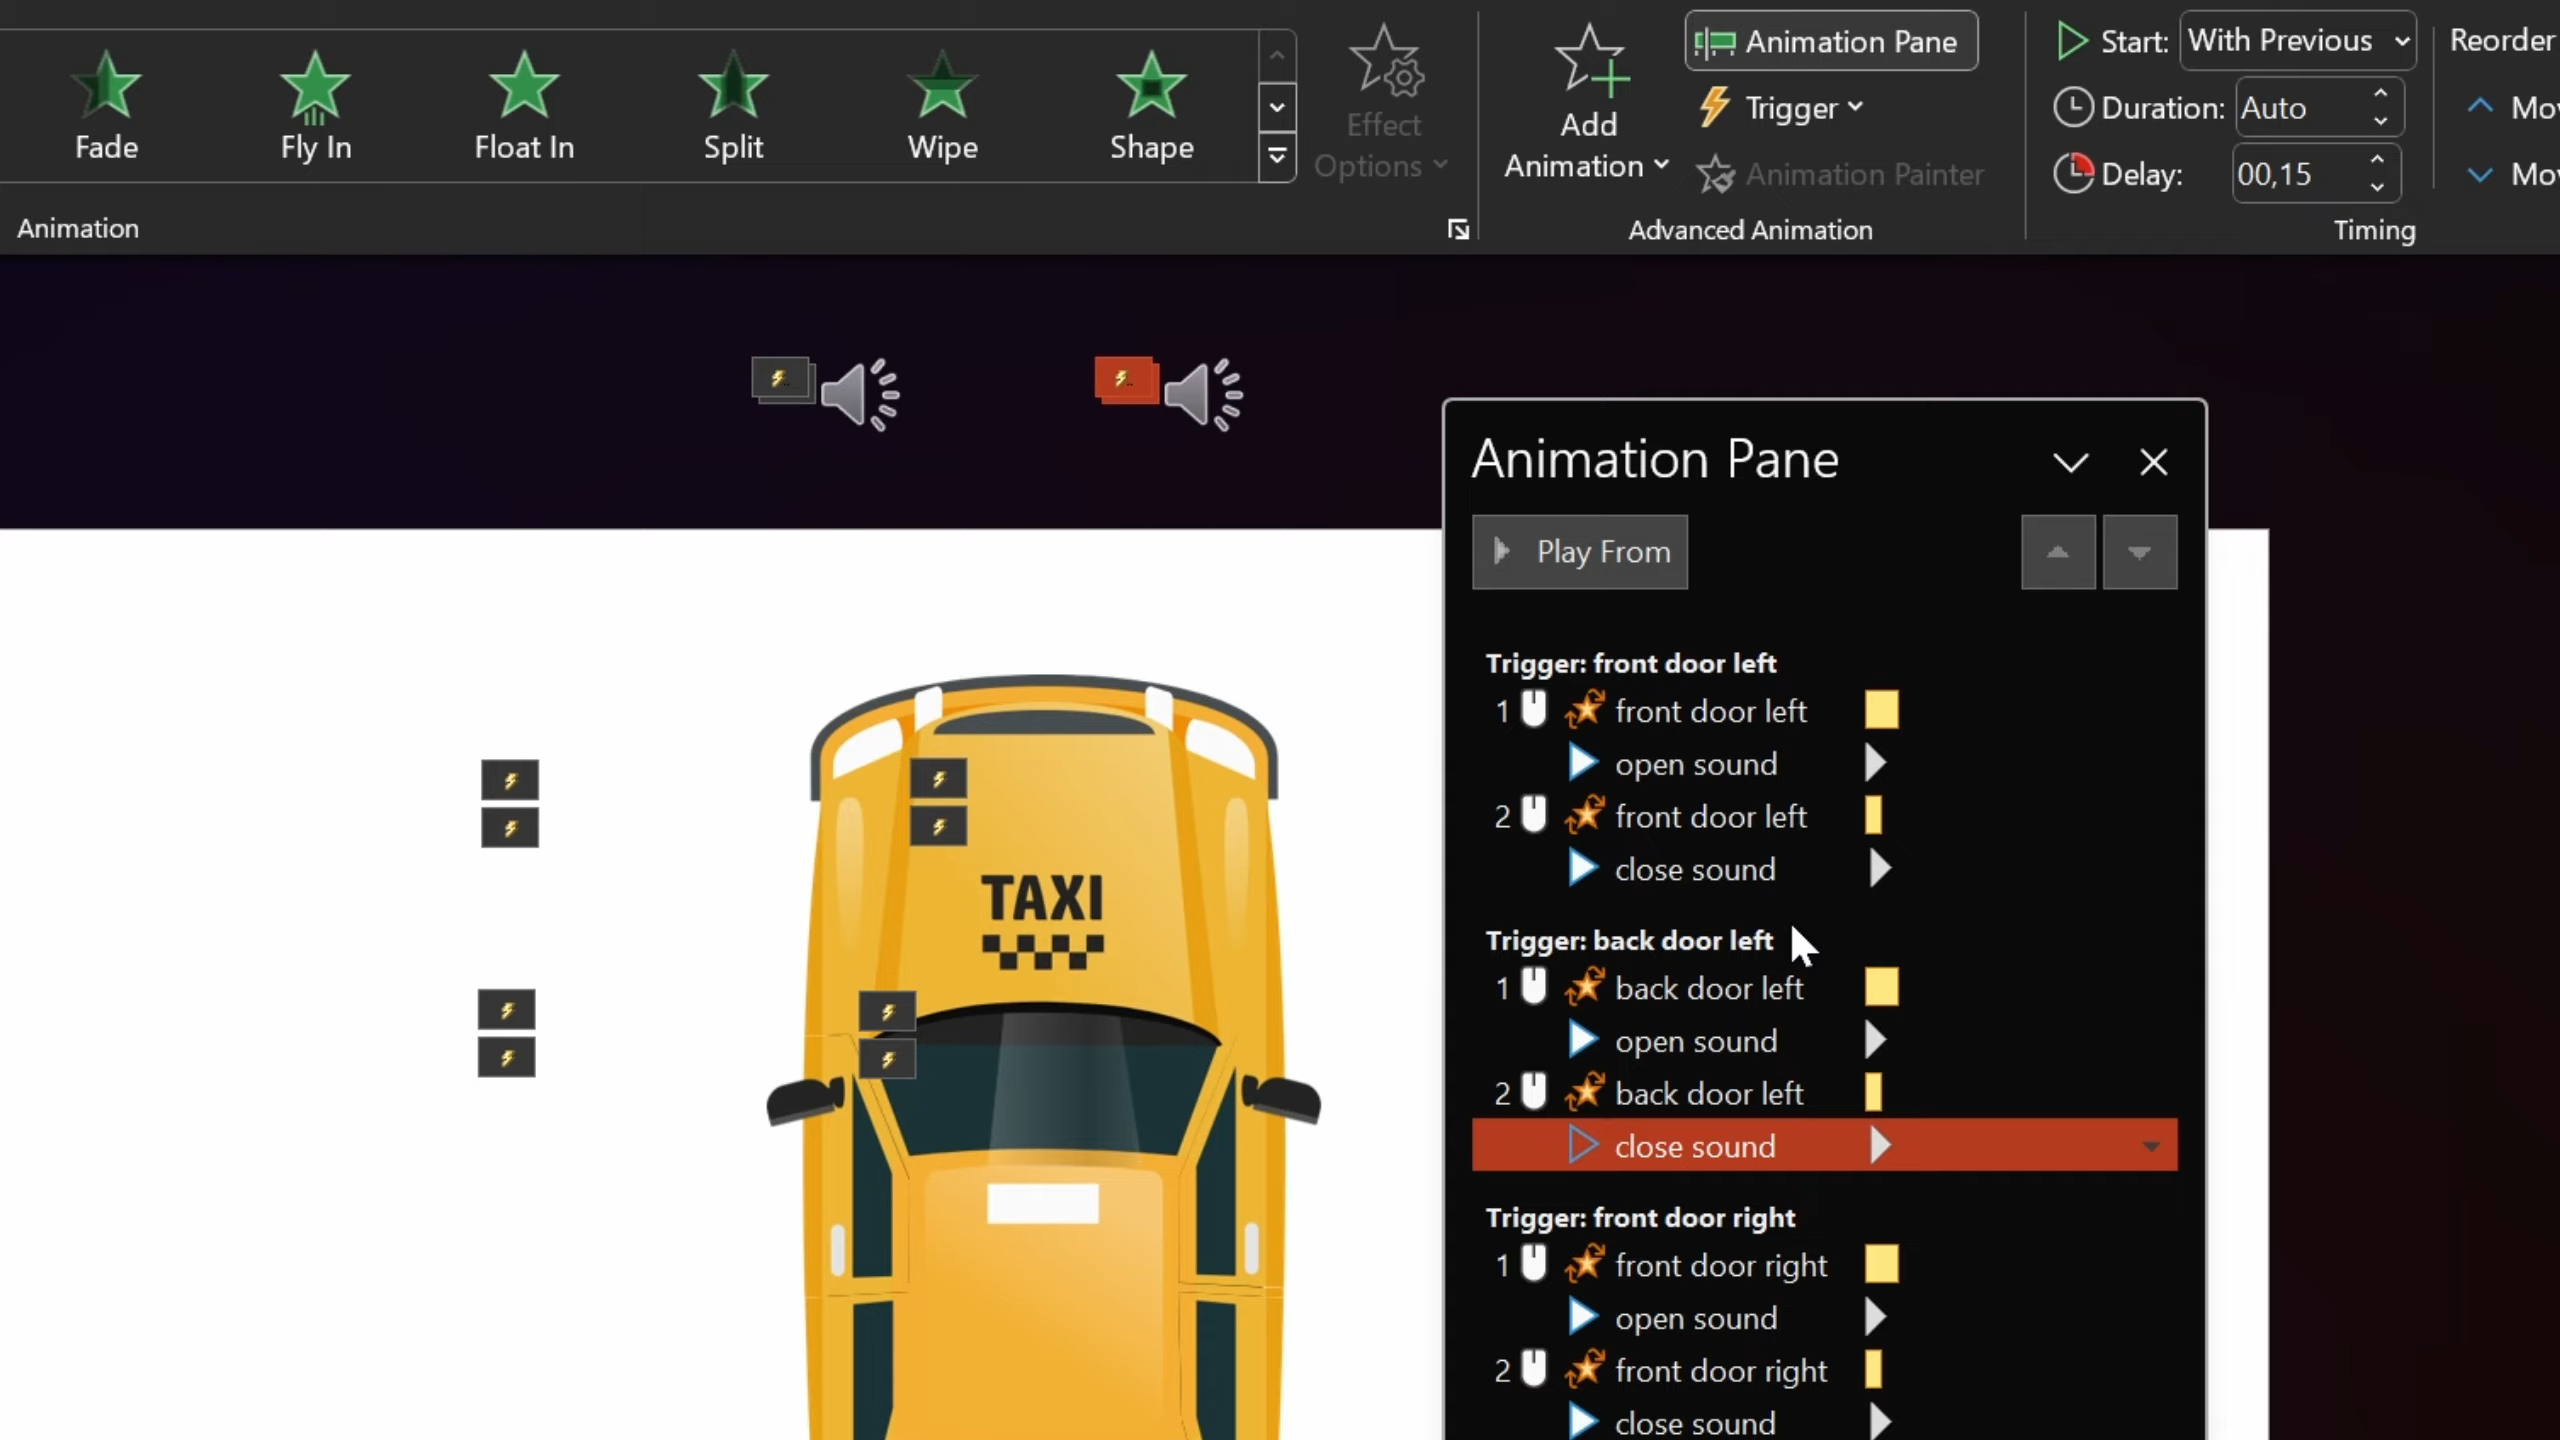 Fade
Fly In
Float In
Split
Wipe
Shape
Effect
Options
Animation
Add
Animation
Animation Pane
Trigger
Animation Painter
Advanced Animation
Start: With Previous
Duration: Auto
Delay: 00,15
Timing
Reorder
Mov
Mov
Animation Pane
Play From
Trigger: front door left
1 front door left
open sound
2 front door left
close sound
Trigger: back door left
1 back door left
open sound
2 back door left
close sound
Trigger: front door right
1 front door right
open sound
2 front door right
close sound
TAXI